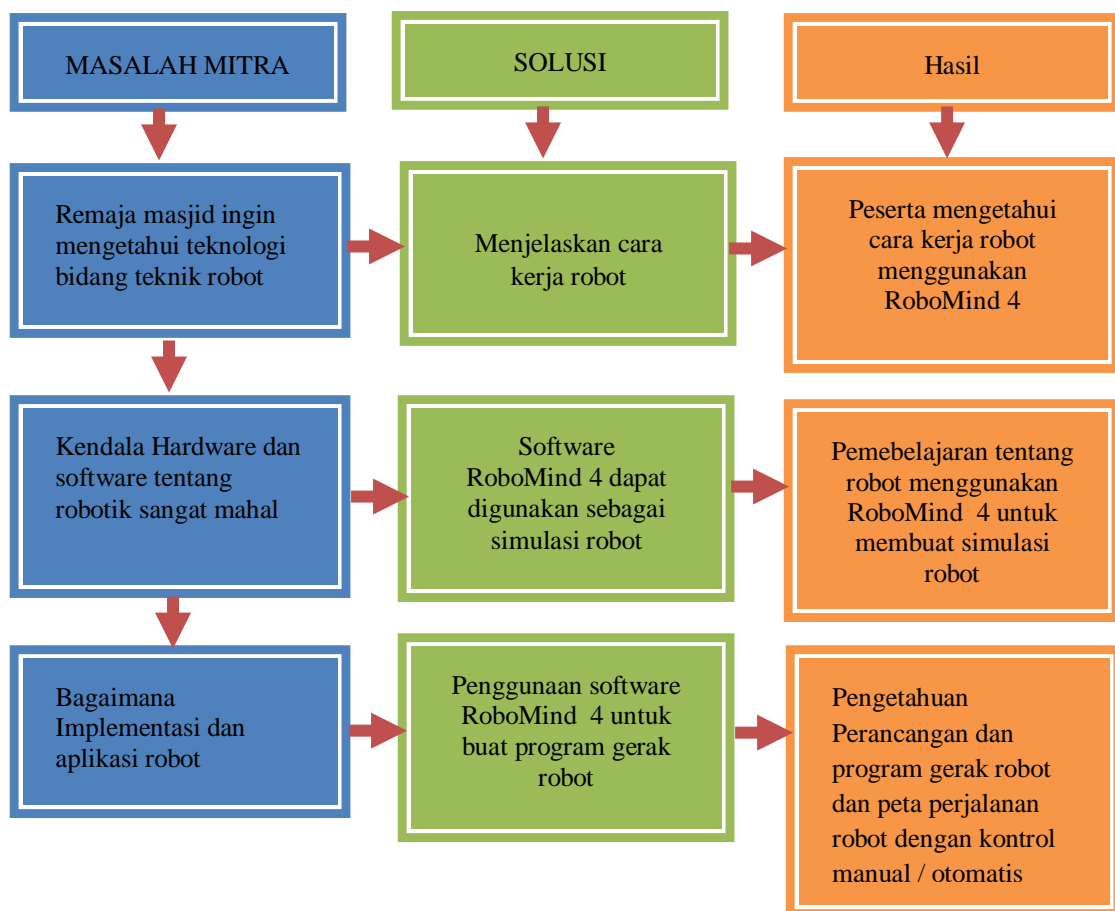 MASALAH MITRA
SOLUSI
Hasil
Remaja masjid ingin
mengetahui teknologi
bidang teknik robot
Menjelaskan cara
kerja robot
Peserta mengetahui
cara kerja robot
menggunakan
RoboMind 4
Kendala Hardware dan
software tentang
robotik sangat mahal
Software
RoboMind 4 dapat
digunakan sebagai
simulasi robot
Pemebelajaran tentang
robot menggunakan
RoboMind 4 untuk
membuat simulasi
robot
Bagaimana
Implementasi dan
aplikasi robot
Penggunaan software
RoboMind 4 untuk
buat program gerak
robot
Pengetahuan
Perancangan dan
program gerak robot
dan peta perjalanan
robot dengan kontrol
manual / otomatis